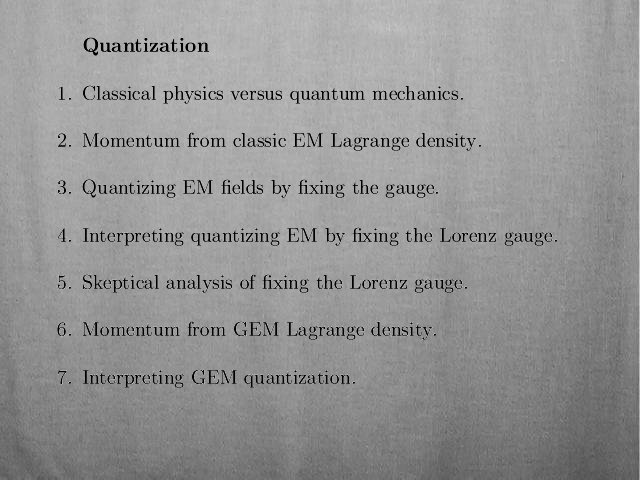 Quantization
1. Classical physics versus quantum mechanics.
2. Momentum from classic EM Lagrange density.
3. Quantizing EM fields by fixing the gauge.
4. Interpreting quantizing EM by fixing the Lorenz gauge.
5. Skeptical analysis of fixing the Lorenz gauge.
6. Momentum from GEM Lagrange density.
7. Interpreting GEM quantization.